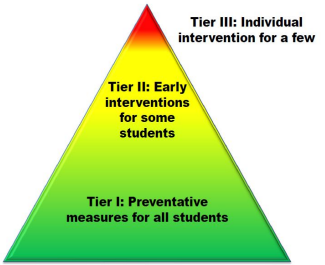 Tier III: Individual
intervention for a few
Tier II: Early
interventions
for some
students
Tier I: Preventative
measures for all students